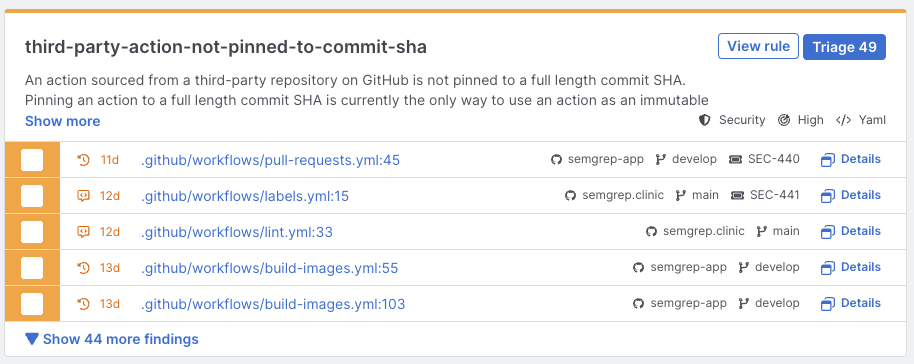 third-party-action-not-pinned-to-commit-sha
View rule
Triage 49
An action sourced from a third-party repository on GitHub is not pinned to a full length commit SHA.
Pinning an action to a full length commit SHA is currently the only way to use an action as an immutable
Show more
Security High Yaml
11d .github/workflows/pull-requests.yml:45 semgrep-app develop SEC-440 Details
12d .github/workflows/labels.yml:15 semgrep.clinic main SEC-441 Details
12d .github/workflows/lint.yml:33 semgrep.clinic main Details
13d .github/workflows/build-images.yml:55 semgrep-app develop Details
13d .github/workflows/build-images.yml:103 semgrep-app develop Details
Show 44 more findings